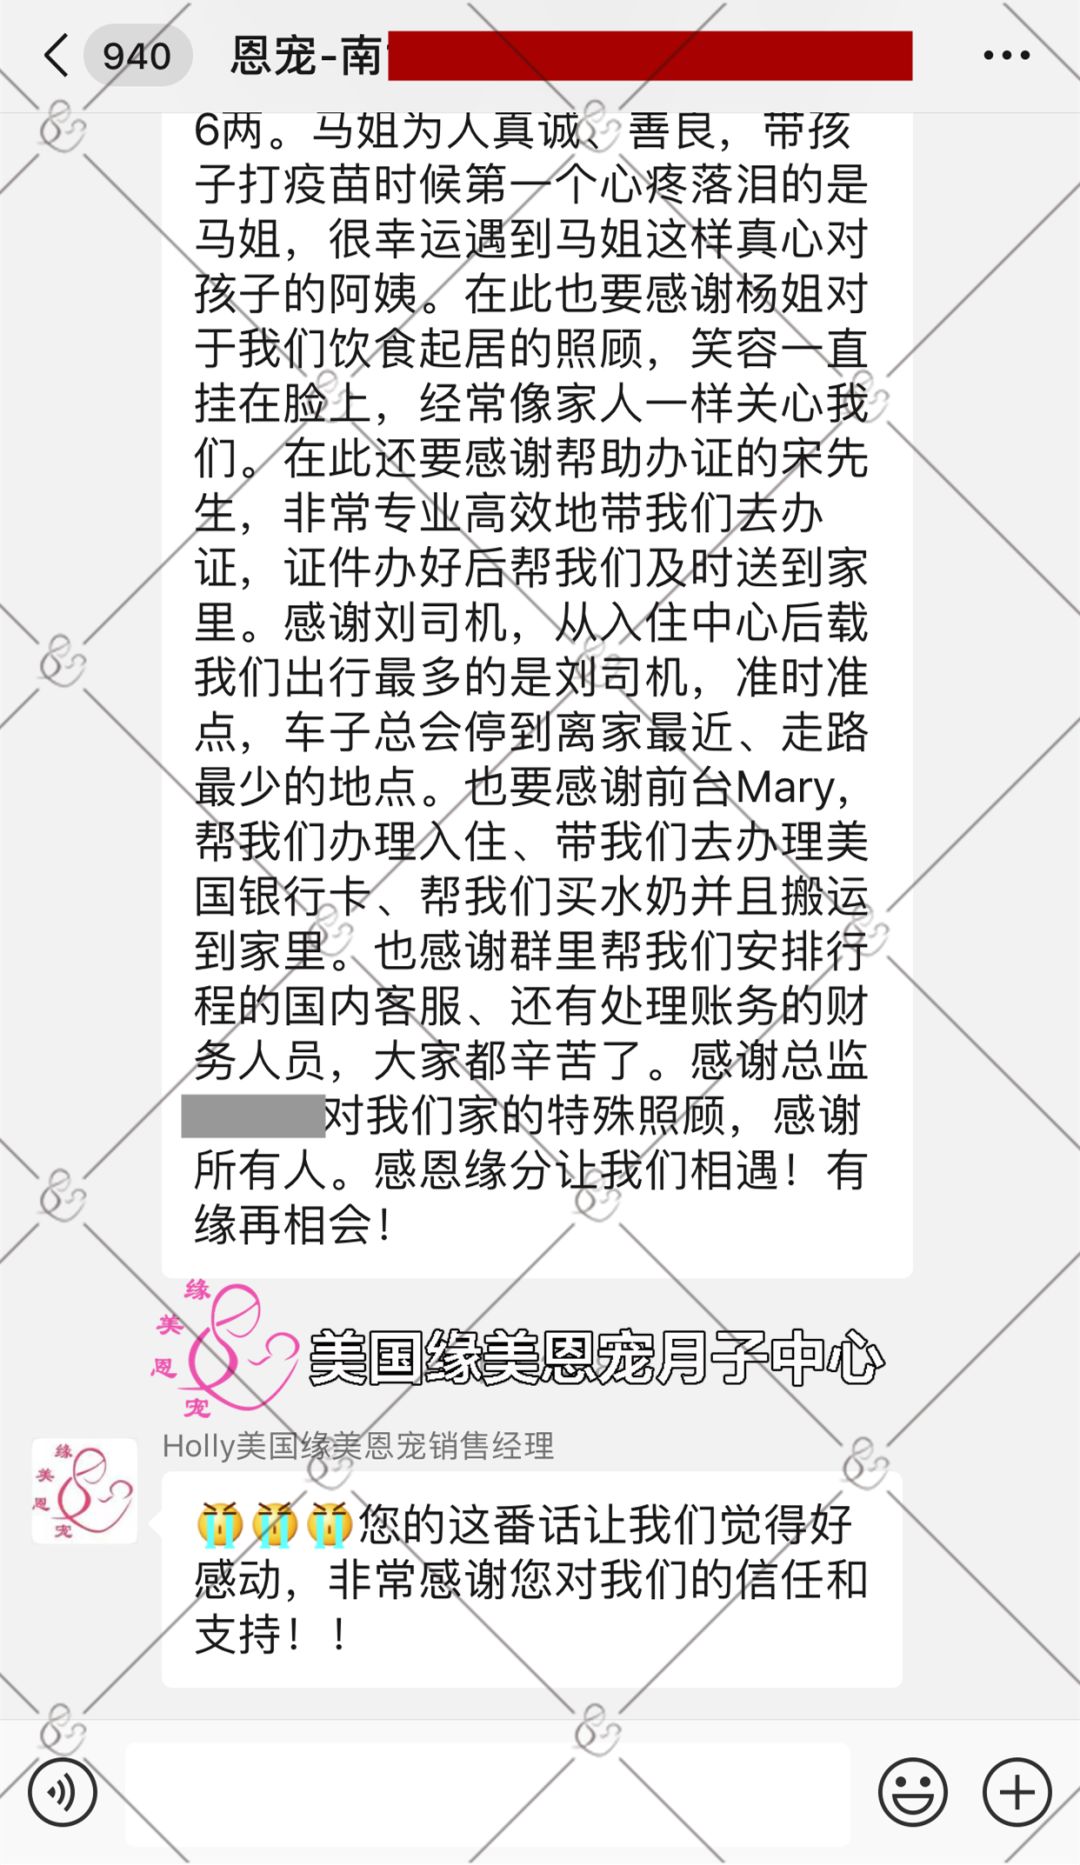 940
恩宠-南
6两。马姐为人真诚、善良，带孩
子打疫苗时候第一个心疼落泪的是
马姐，很幸运遇到马姐这样真心对
孩子的阿姨。在此也要感谢杨姐对
于我们饮食起居的照顾，笑容一直
挂在脸上，经常像家人一样关心我
们。在此还要感谢帮助办证的宋先
生，非常专业高效地带我们去办
证，证件办好后帮我们及时送到家
里。感谢刘司机，从入住中心后载
我们出行最多的是刘司机，准时准
点，车子总会停到离家最近、走路
最少的地点。也要感谢前台Mary，
帮我们办理入住、带我们去办理美
国银行卡、帮我们买水奶并且搬运
到家里。也感谢群里帮我们安排行
程的国内客服、还有处理账务的财
务人员，大家都辛苦了。感谢总监
对我们家的特殊照顾，感谢
所有人。感恩缘分让我们相遇！有
缘再相会！
缘美恩宠
美国缘美恩宠月子中心
Holly美国缘美恩宠销售经理
缘美恩宠
😭😭😭您的这番话让我们觉得好
感动，非常感谢您对我们的信任和
支持！！